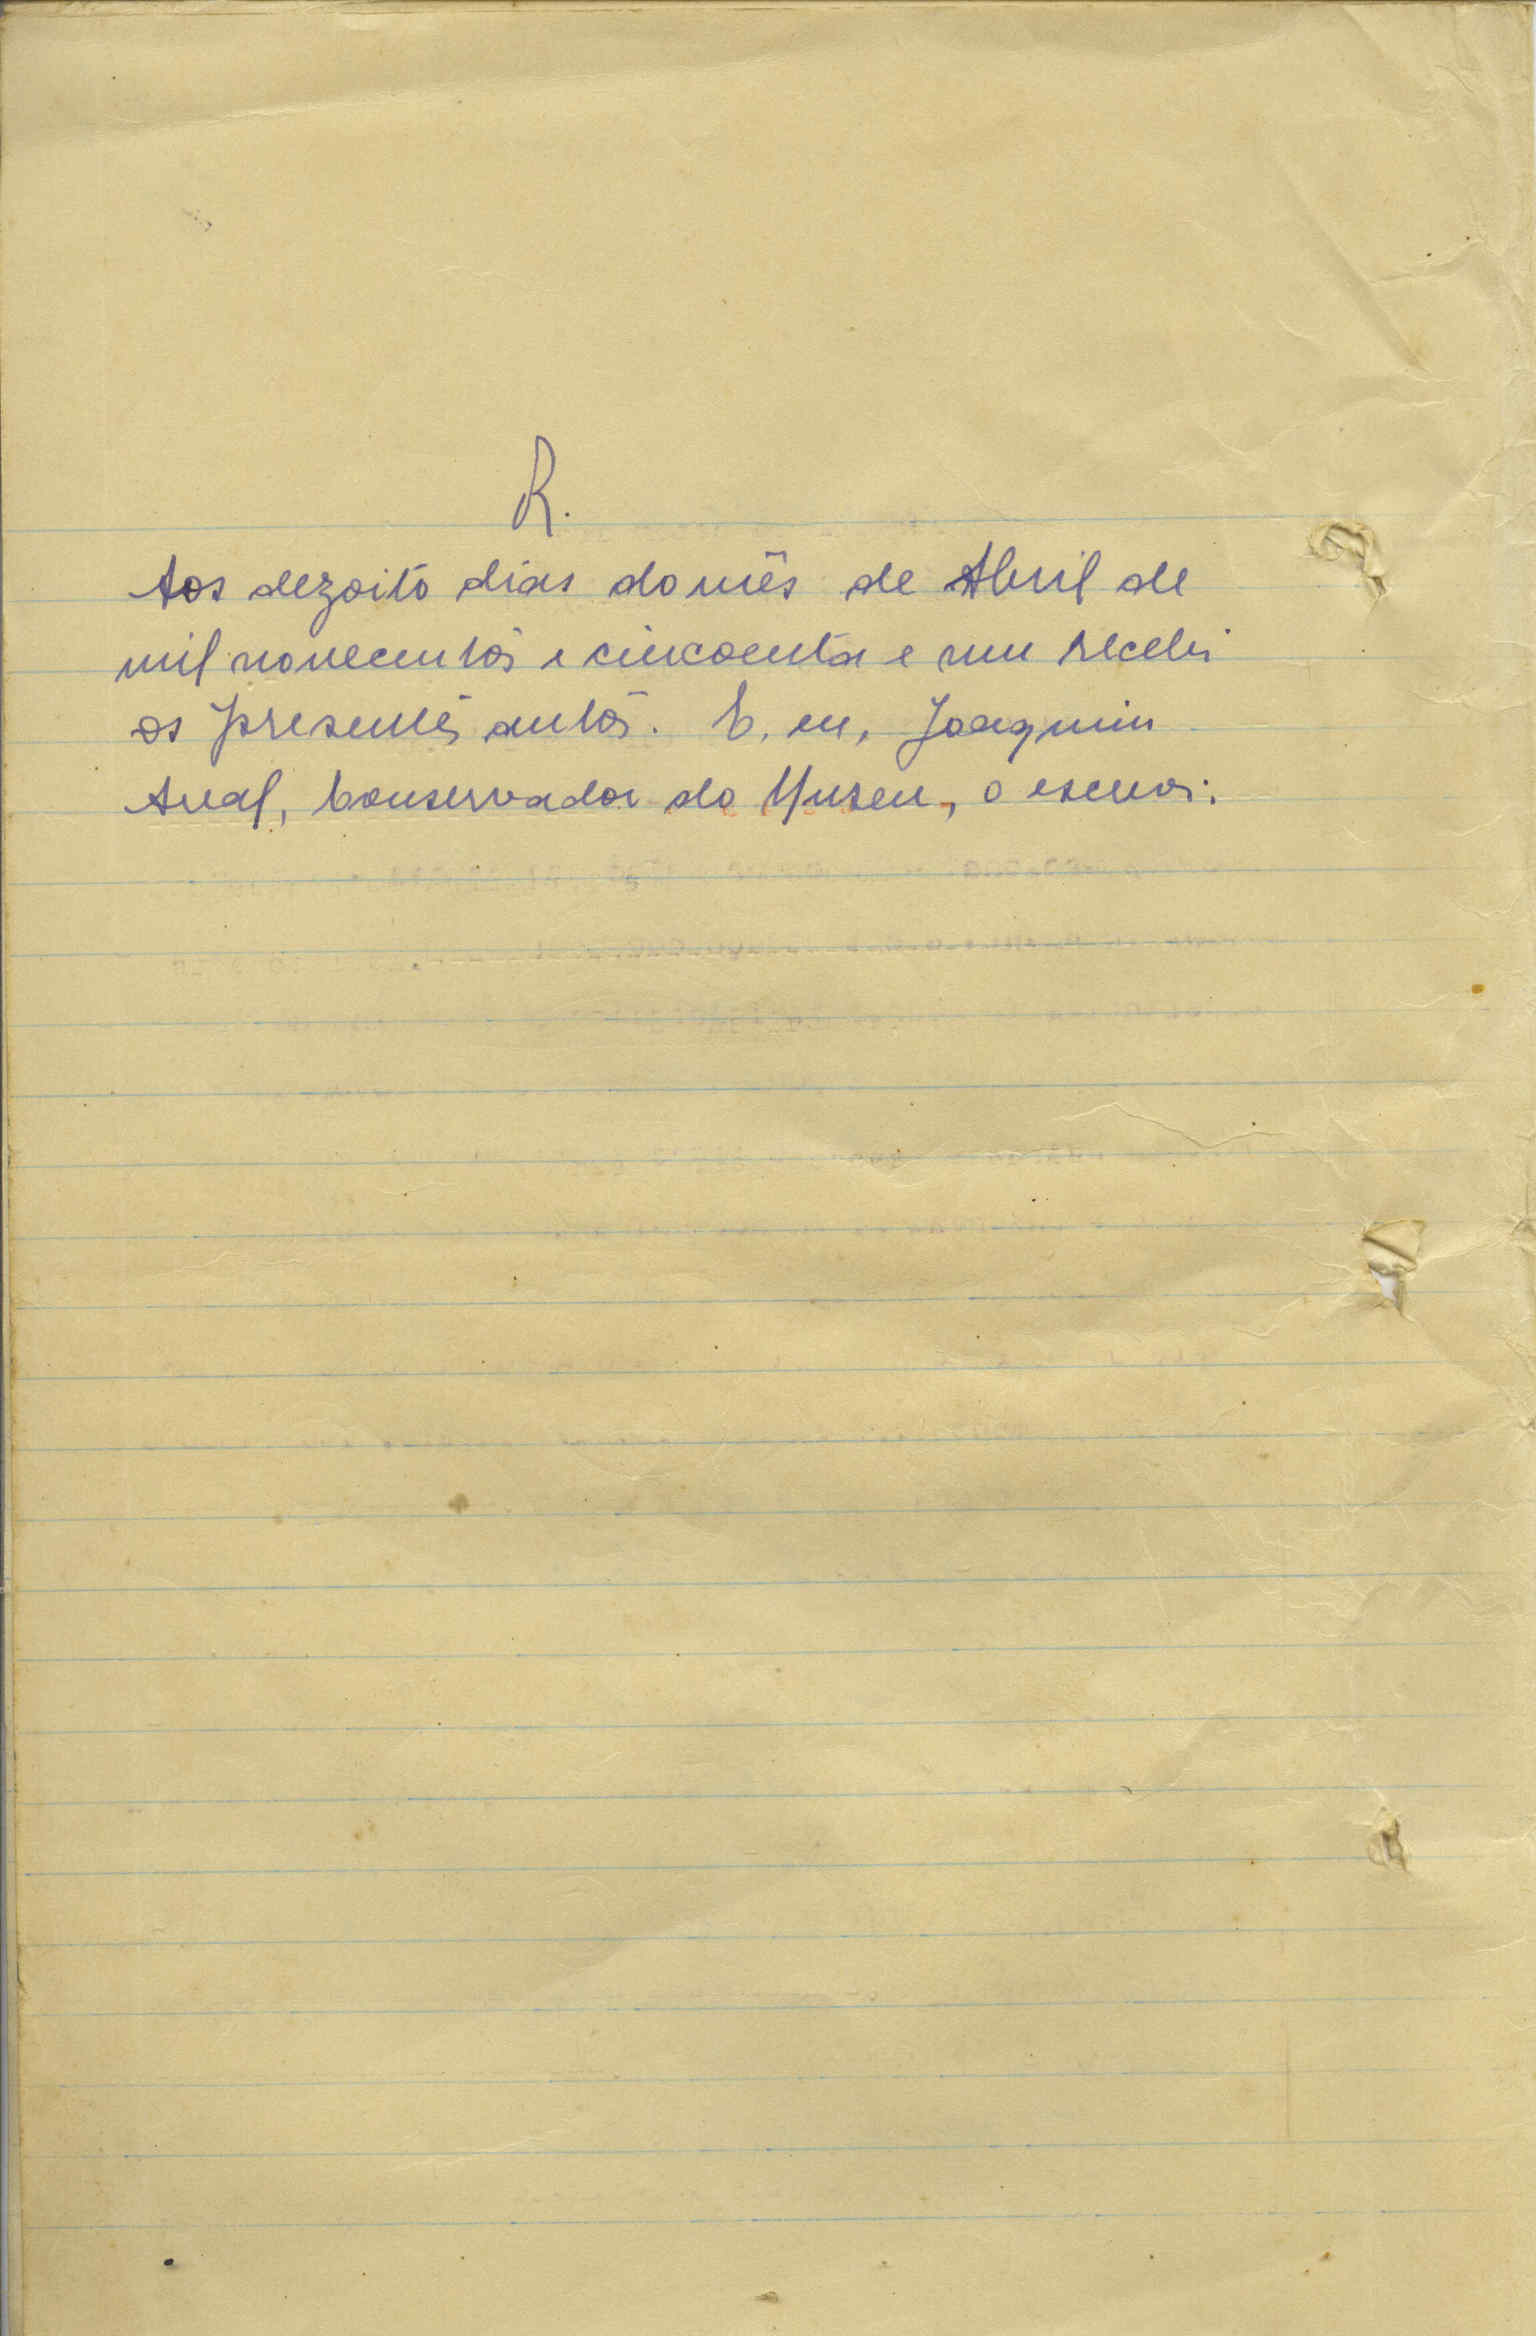 R.
Aos dezoito dias do mês de Abril de
mil novecentos e cincoenta e um recebi
os presentes autos. E, eu, Joaquim
Aval, Conservador do Museu, o escrevi.